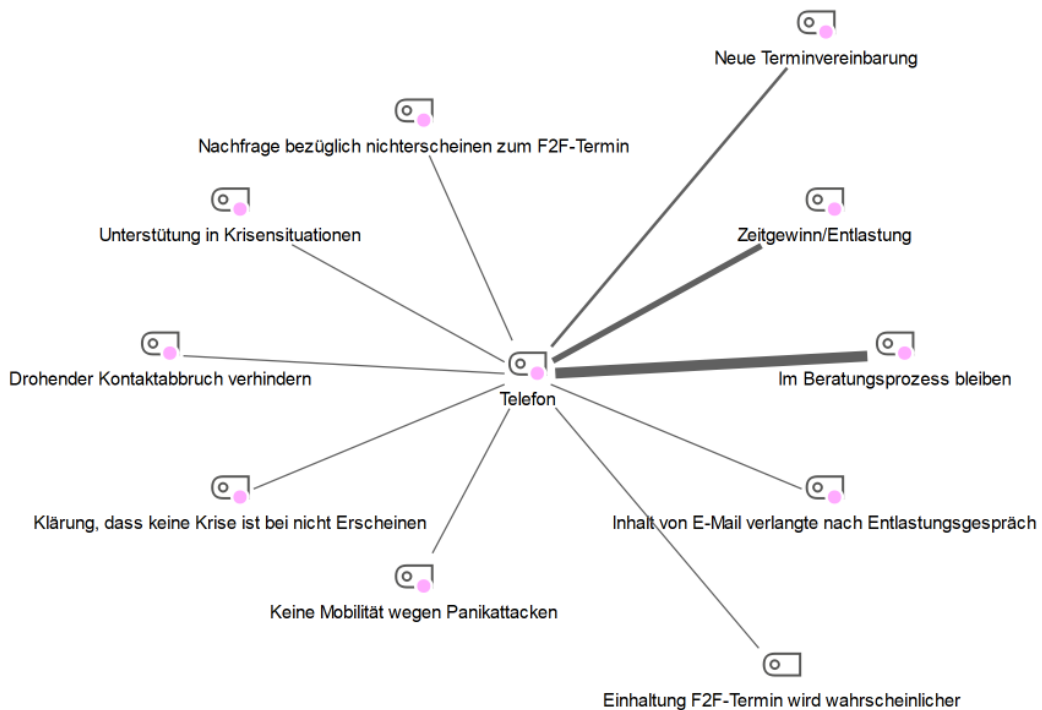 Neue Terminvereinbarung
Nachfrage bezüglich nichterscheinen zum F2F-Termin
Unterstütung in Krisensituationen
Zeitgewinn/Entlastung
Drohender Kontaktabbruch verhindern
Im Beratungsprozess bleiben
Telefon
Klärung, dass keine Krise ist bei nicht Erscheinen
Inhalt von E-Mail verlangte nach Entlastungsgespräch
Keine Mobilität wegen Panikattacken
Einhaltung F2F-Termin wird wahrscheinlicher